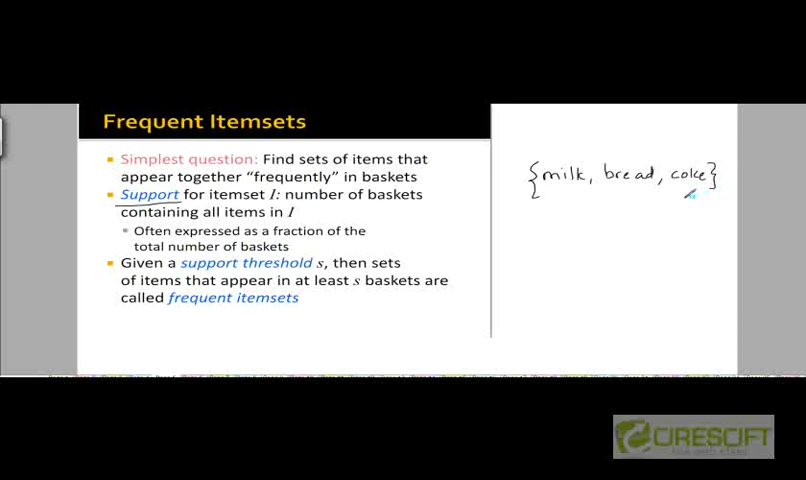 Frequent Itemsets
Simplest question: Find sets of items that
appear together “frequently” in baskets
Support for itemset I: number of baskets
containing all items in I
Often expressed as a fraction of the
total number of baskets
Given a support threshold s, then sets
of items that appear in at least s baskets are
called frequent itemsets
{milk, bread, coke}